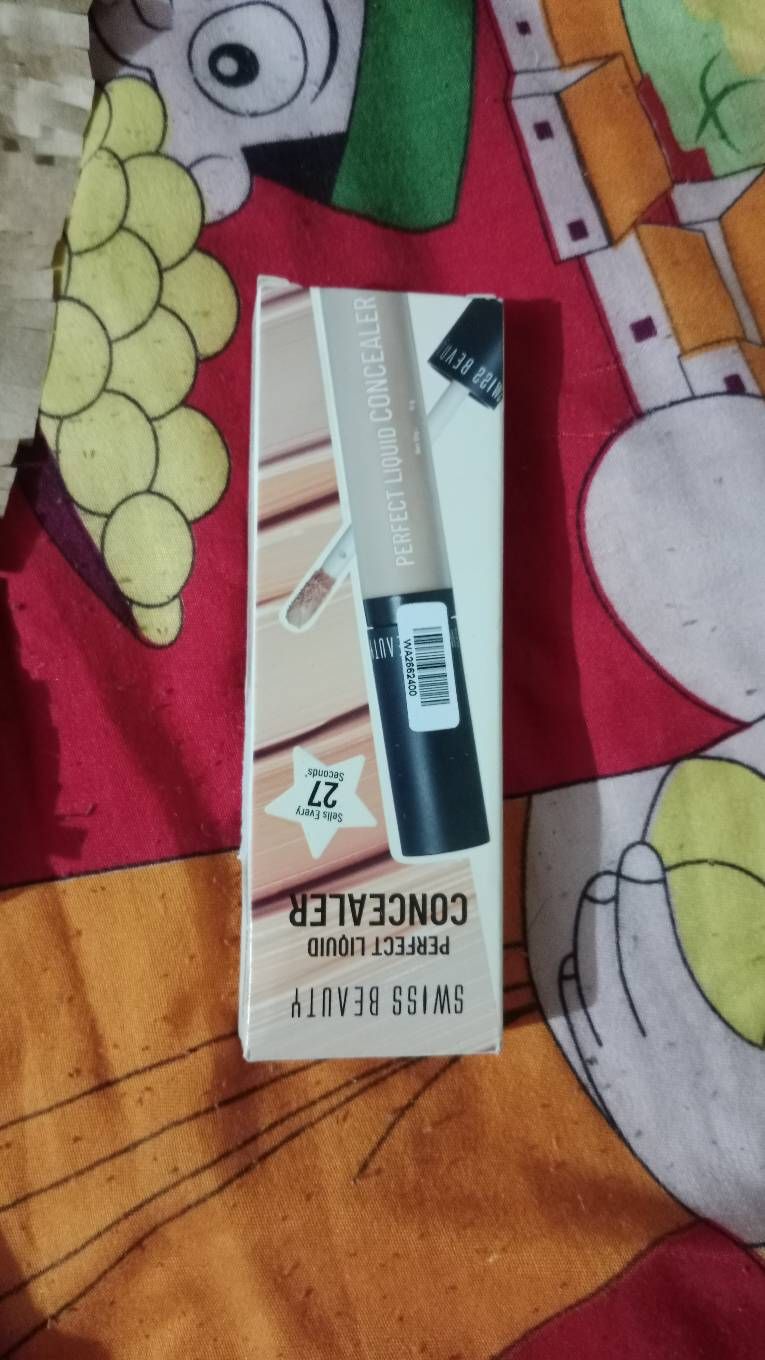 SWISS BEAUTY
PERFECT LIQUID
CONCEALER
Sells Every
27
Seconds*
PERFECT LIQUID CONCEALER
WA2662400